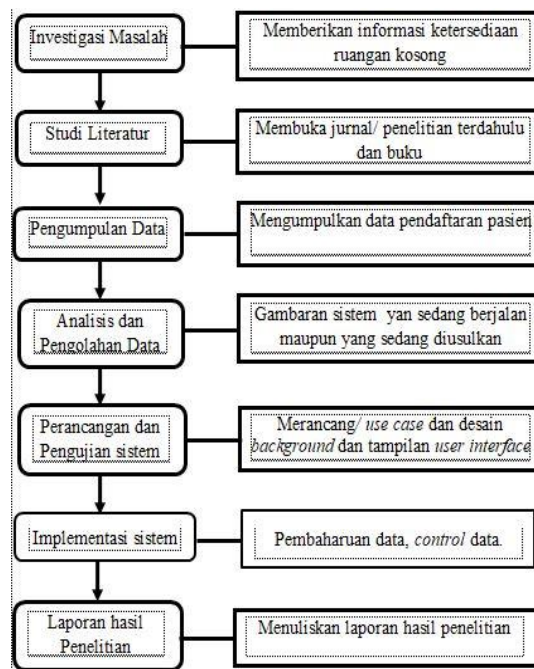 Investigasi Masalah
Memberikan informasi ketersediaan
ruangan kosong
Studi Literatur
Membuka jurnal/ penelitian terdahulu
dan buku
Pengumpulan Data
Mengumpulkan data pendaftaran pasien
Analisis dan
Pengolahan Data
Gambaran sistem yan sedang berjalan
maupun yang sedang diusulkan
Perancangan dan
Pengujian sistem
Merancang/ use case dan desain
background dan tampilan user interface
Implementasi sistem
Pembaharuan data, control data.
Laporan hasil
Penelitian
Menuliskan laporan hasil penelitian